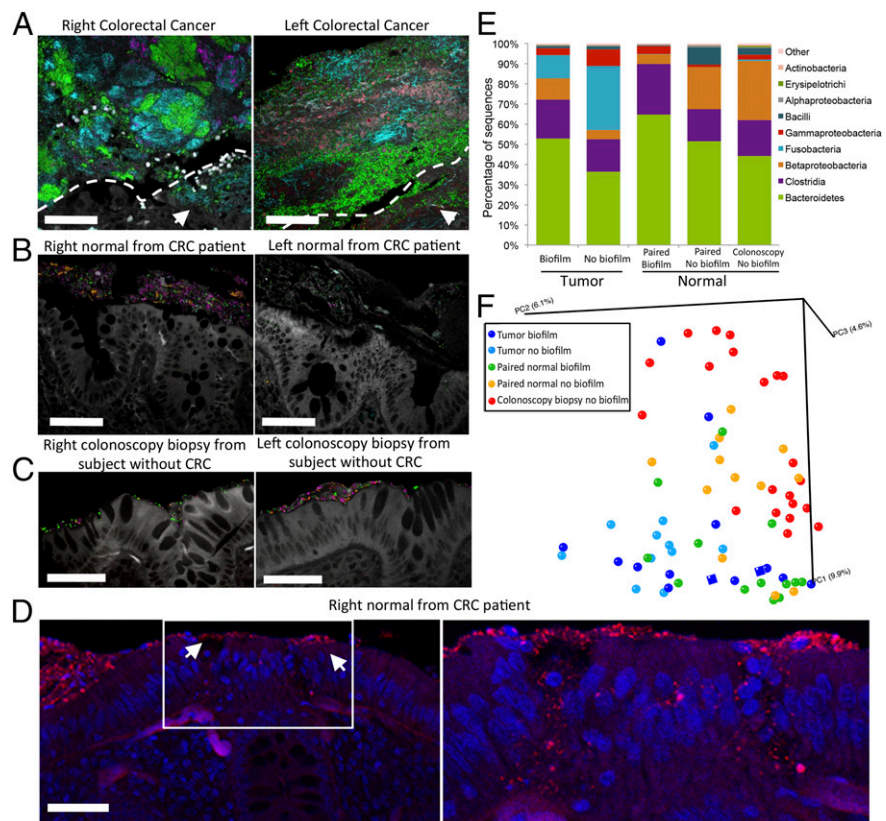 A
Right Colorectal Cancer
Left Colorectal Cancer
B
Right normal from CRC patient
Left normal from CRC patient
Right colonoscopy biopsy from
subject without CRC
Left colonoscopy biopsy from
subject without CRC
C
D
Right normal from CRC patient
E
Percentage of sequences
100%
90%
80%
70%
60%
50%
40%
30%
20%
10%
0%
Biofilm
No biofilm
Paired
Biofilm
Paired
No biofilm
Colonoscopy
No biofilm
Tumor
Normal
Other
Actinobacteria
Erysipelotrichi
Alphaproteobacteria
Bacilli
Gammaproteobacteria
Fusobacteria
Betaproteobacteria
Clostridia
Bacteroidetes
F
PC2 (6.1%)
PC3 (4.6%)
PC1 (9.9%)
Tumor biofilm
Tumor no biofilm
Paired normal biofilm
Paired normal no biofilm
Colonoscopy biopsy no biofilm